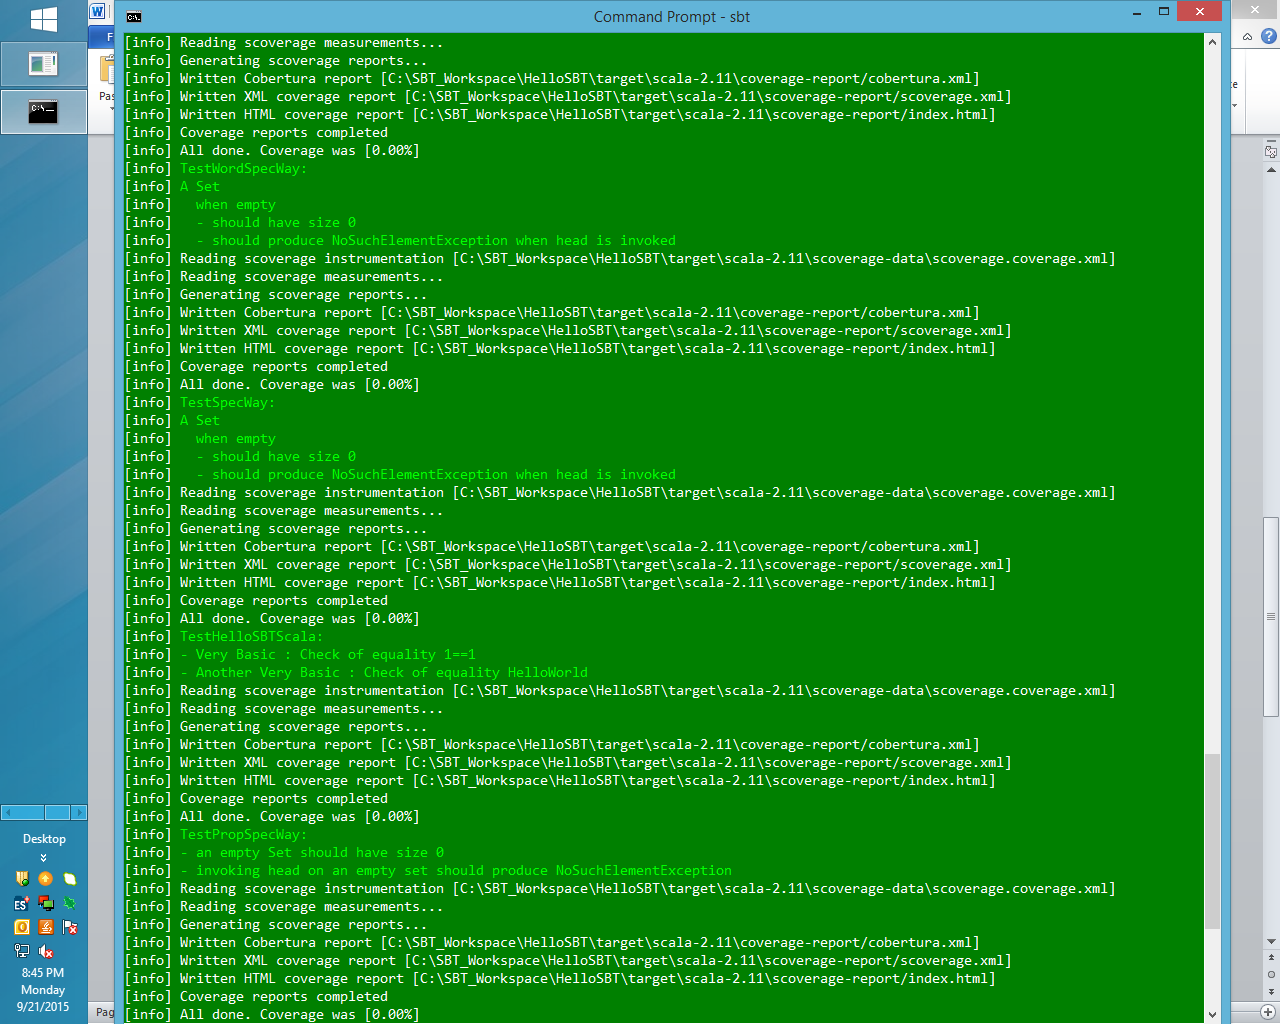 Command Prompt - sbt
[info] Reading scoverage measurements...
[info] Generating scoverage reports...
[info] Written Cobertura report [C:\SBT_Workspace\HelloSBT\target\scala-2.11\coverage-report/cobertura.xml]
[info] Written XML coverage report [C:\SBT_Workspace\HelloSBT\target\scala-2.11\scoverage-report/scoverage.xml]
[info] Written HTML coverage report [C:\SBT_Workspace\HelloSBT\target\scala-2.11\scoverage-report/index.html]
[info] Coverage reports completed
[info] All done. Coverage was [0.00%]
[info] TestWordSpecWay:
[info] A Set
[info]   when empty
[info]   - should have size 0
[info]   - should produce NoSuchElementException when head is invoked
[info] Reading scoverage instrumentation [C:\SBT_Workspace\HelloSBT\target\scala-2.11\scoverage-data\scoverage.coverage.xml]
[info] Reading scoverage measurements...
[info] Generating scoverage reports...
[info] Written Cobertura report [C:\SBT_Workspace\HelloSBT\target\scala-2.11\coverage-report/cobertura.xml]
[info] Written XML coverage report [C:\SBT_Workspace\HelloSBT\target\scala-2.11\scoverage-report/scoverage.xml]
[info] Written HTML coverage report [C:\SBT_Workspace\HelloSBT\target\scala-2.11\scoverage-report/index.html]
[info] Coverage reports completed
[info] All done. Coverage was [0.00%]
[info] TestSpecWay:
[info] A Set
[info]   when empty
[info]   - should have size 0
[info]   - should produce NoSuchElementException when head is invoked
[info] Reading scoverage instrumentation [C:\SBT_Workspace\HelloSBT\target\scala-2.11\scoverage-data\scoverage.coverage.xml]
[info] Reading scoverage measurements...
[info] Generating scoverage reports...
[info] Written Cobertura report [C:\SBT_Workspace\HelloSBT\target\scala-2.11\coverage-report/cobertura.xml]
[info] Written XML coverage report [C:\SBT_Workspace\HelloSBT\target\scala-2.11\scoverage-report/scoverage.xml]
[info] Written HTML coverage report [C:\SBT_Workspace\HelloSBT\target\scala-2.11\scoverage-report/index.html]
[info] Coverage reports completed
[info] All done. Coverage was [0.00%]
[info] TestHelloSBTScala:
[info] - Very Basic : Check of equality 1==1
[info] - Another Very Basic : Check of equality HelloWorld
[info] Reading scoverage instrumentation [C:\SBT_Workspace\HelloSBT\target\scala-2.11\scoverage-data\scoverage.coverage.xml]
[info] Reading scoverage measurements...
[info] Generating scoverage reports...
[info] Written Cobertura report [C:\SBT_Workspace\HelloSBT\target\scala-2.11\coverage-report/cobertura.xml]
[info] Written XML coverage report [C:\SBT_Workspace\HelloSBT\target\scala-2.11\scoverage-report/scoverage.xml]
[info] Written HTML coverage report [C:\SBT_Workspace\HelloSBT\target\scala-2.11\scoverage-report/index.html]
[info] Coverage reports completed
[info] All done. Coverage was [0.00%]
[info] TestPropSpecWay:
[info] - an empty Set should have size 0
[info] - invoking head on an empty set should produce NoSuchElementException
[info] Reading scoverage instrumentation [C:\SBT_Workspace\HelloSBT\target\scala-2.11\scoverage-data\scoverage.coverage.xml]
[info] Reading scoverage measurements...
[info] Generating scoverage reports...
[info] Written Cobertura report [C:\SBT_Workspace\HelloSBT\target\scala-2.11\coverage-report/cobertura.xml]
[info] Written XML coverage report [C:\SBT_Workspace\HelloSBT\target\scala-2.11\scoverage-report/scoverage.xml]
[info] Written HTML coverage report [C:\SBT_Workspace\HelloSBT\target\scala-2.11\scoverage-report/index.html]
[info] Coverage reports completed
[info] All done. Coverage was [0.00%]
F
Pas
Pag
Desktop
8:45 PM
Monday
9/21/2015